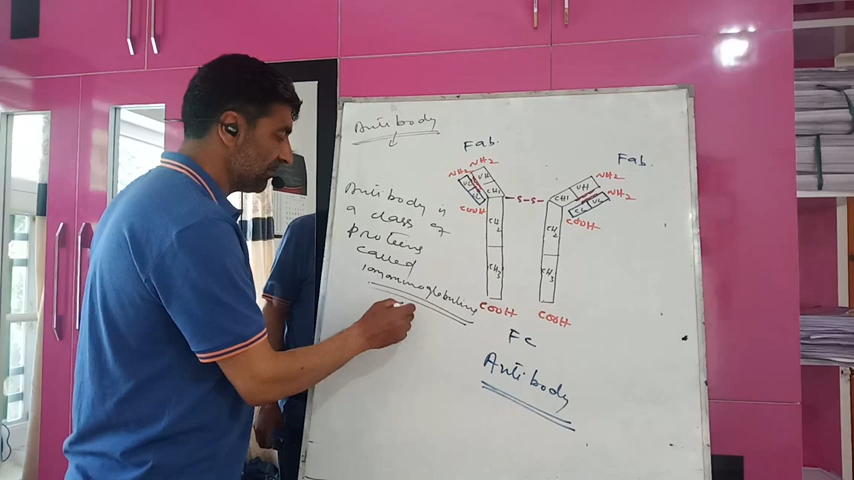 Antibody
Antibody is
a class of
proteins
called
immunoglobulins
Fab.
NH2
NH2
VH
VL
CH1
CL
COOH
-S-S-
CH2
CH3
COOH
Fab.
NH2
NH2
VH
VL
CH1
CL
COOH
CH2
CH3
COOH
FC
Antibody